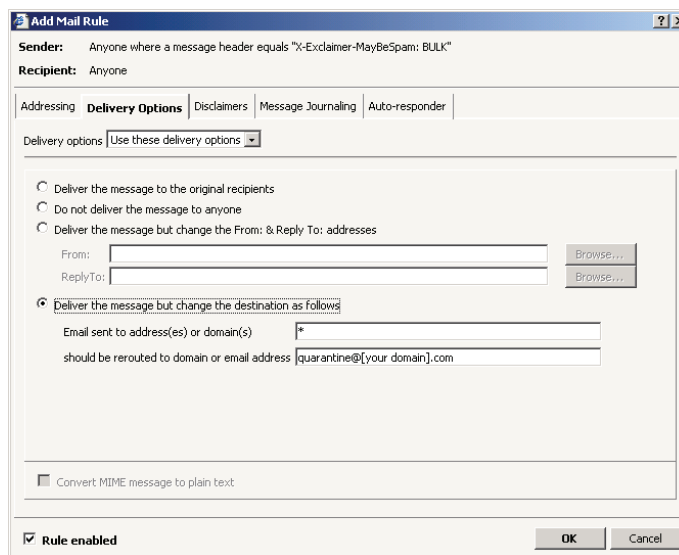 Add Mail Rule
Sender: Anyone where a message header equals "X-Exclaimer-MayBeSpam: BULK"
Recipient: Anyone
Addressing Delivery Options Disclaimers Message Journaling Auto-responder
Delivery options Use these delivery options
Deliver the message to the original recipients
Do not deliver the message to anyone
Deliver the message but change the From: & Reply To: addresses
From: Browse...
ReplyTo: Browse...
Deliver the message but change the destination as follows
Email sent to address(es) or domain(s) *
should be rerouted to domain or email address quarantine@[your domain].com
Convert MIME message to plain text
Rule enabled OK Cancel